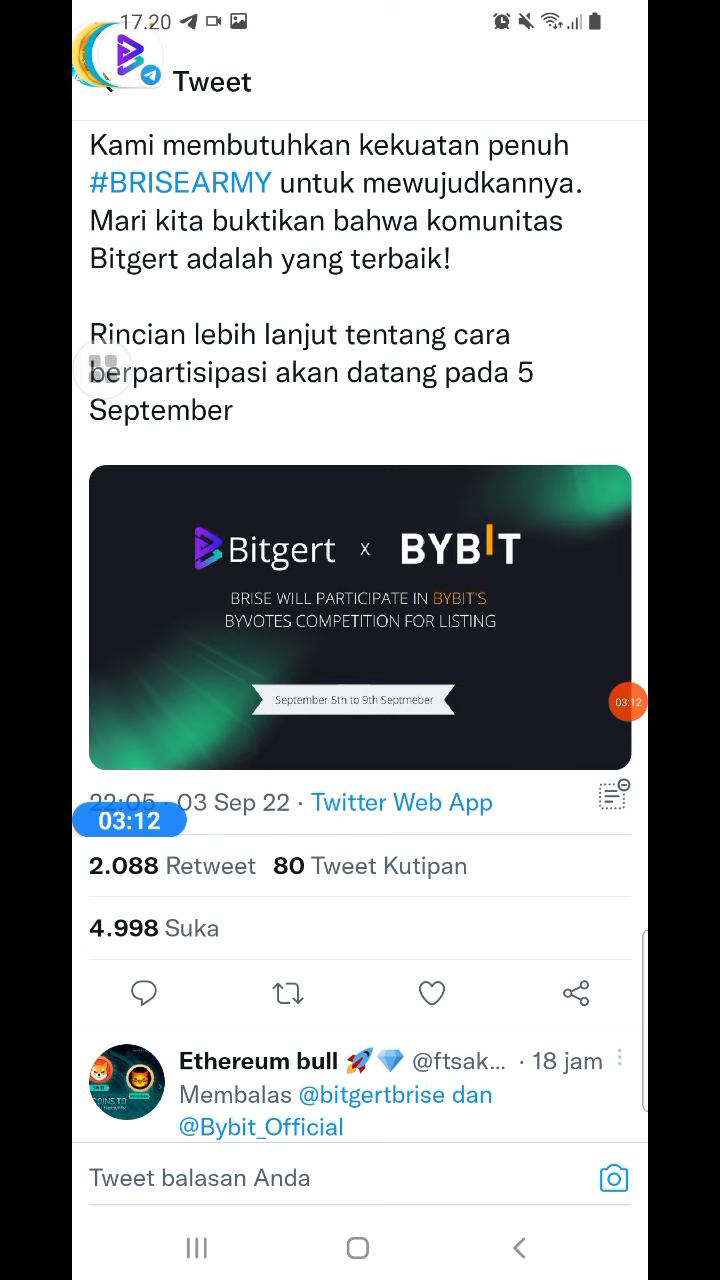 17.20
Tweet
Kami membutuhkan kekuatan penuh
#BRISEARMY untuk mewujudkannya.
Mari kita buktikan bahwa komunitas
Bitgert adalah yang terbaik!
Rincian lebih lanjut tentang cara
berpartisipasi akan datang pada 5
September
Bitgert x BYBIT
BRISE WILL PARTICIPATE IN BYBIT'S
BYVOTES COMPETITION FOR LISTING
September 5th to 9th Septmeber
03:12
22:05 · 03 Sep 22 · Twitter Web App
03:12
2.088 Retweet 80 Tweet Kutipan
4.998 Suka
Ethereum bull 🚀💎 @ftsak... · 18 jam
Membalas @bitgertbrise dan
@Bybit_Official
COINS TO
Tweet balasan Anda